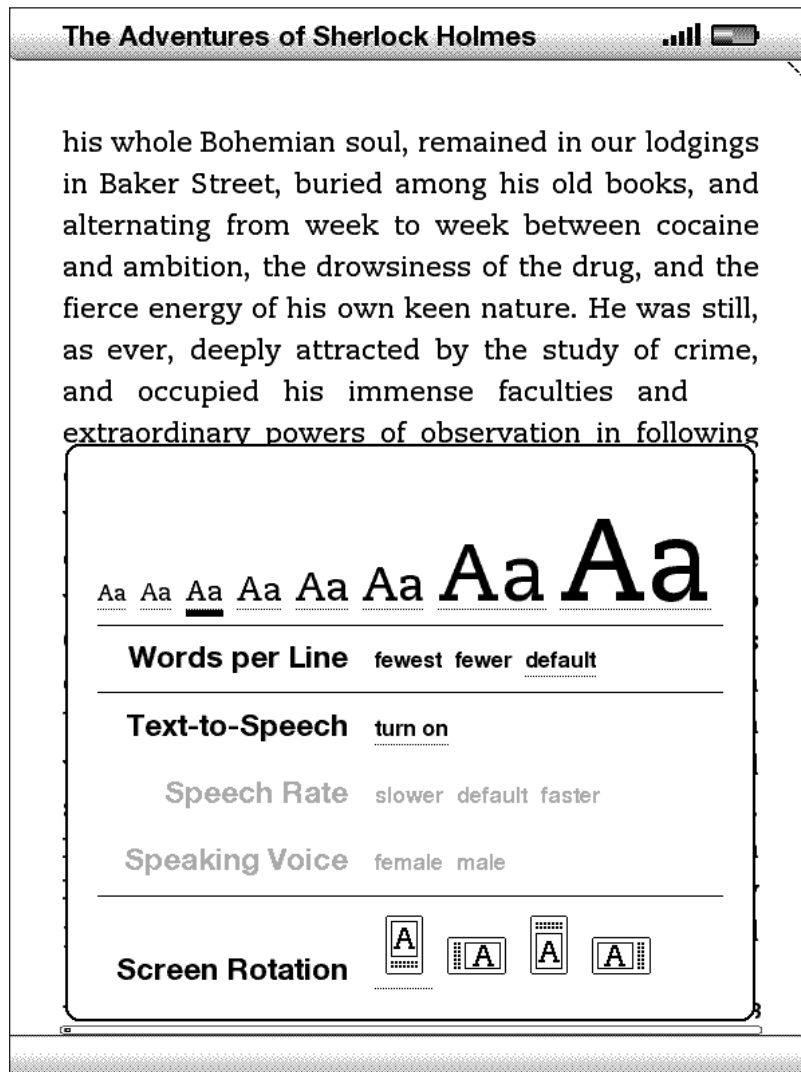 The Adventures of Sherlock Holmes
his whole Bohemian soul, remained in our lodgings
in Baker Street, buried among his old books, and
alternating from week to week between cocaine
and ambition, the drowsiness of the drug, and the
fierce energy of his own keen nature. He was still,
as ever, deeply attracted by the study of crime,
and occupied his immense faculties and
extraordinary powers of observation in following
Aa Aa Aa Aa Aa Aa Aa Aa
Words per Line fewest fewer default
Text-to-Speech turn on
Speech Rate slower default faster
Speaking Voice female male
Screen Rotation A A A A